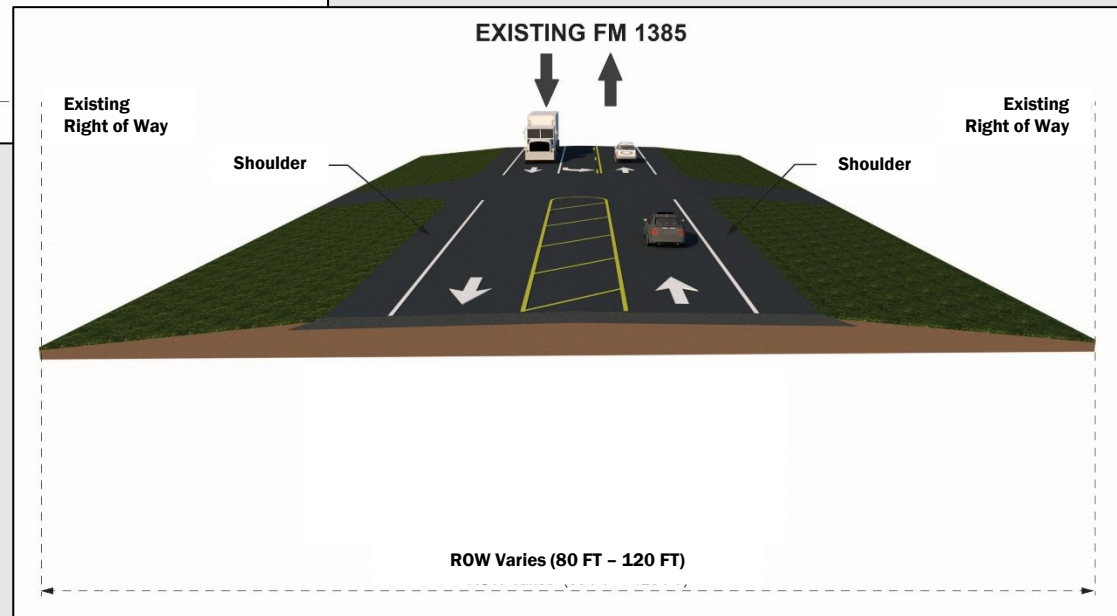 EXISTING FM 1385
Existing
Right of Way
Existing
Right of Way
Shoulder
Shoulder
ROW Varies (80 FT – 120 FT)